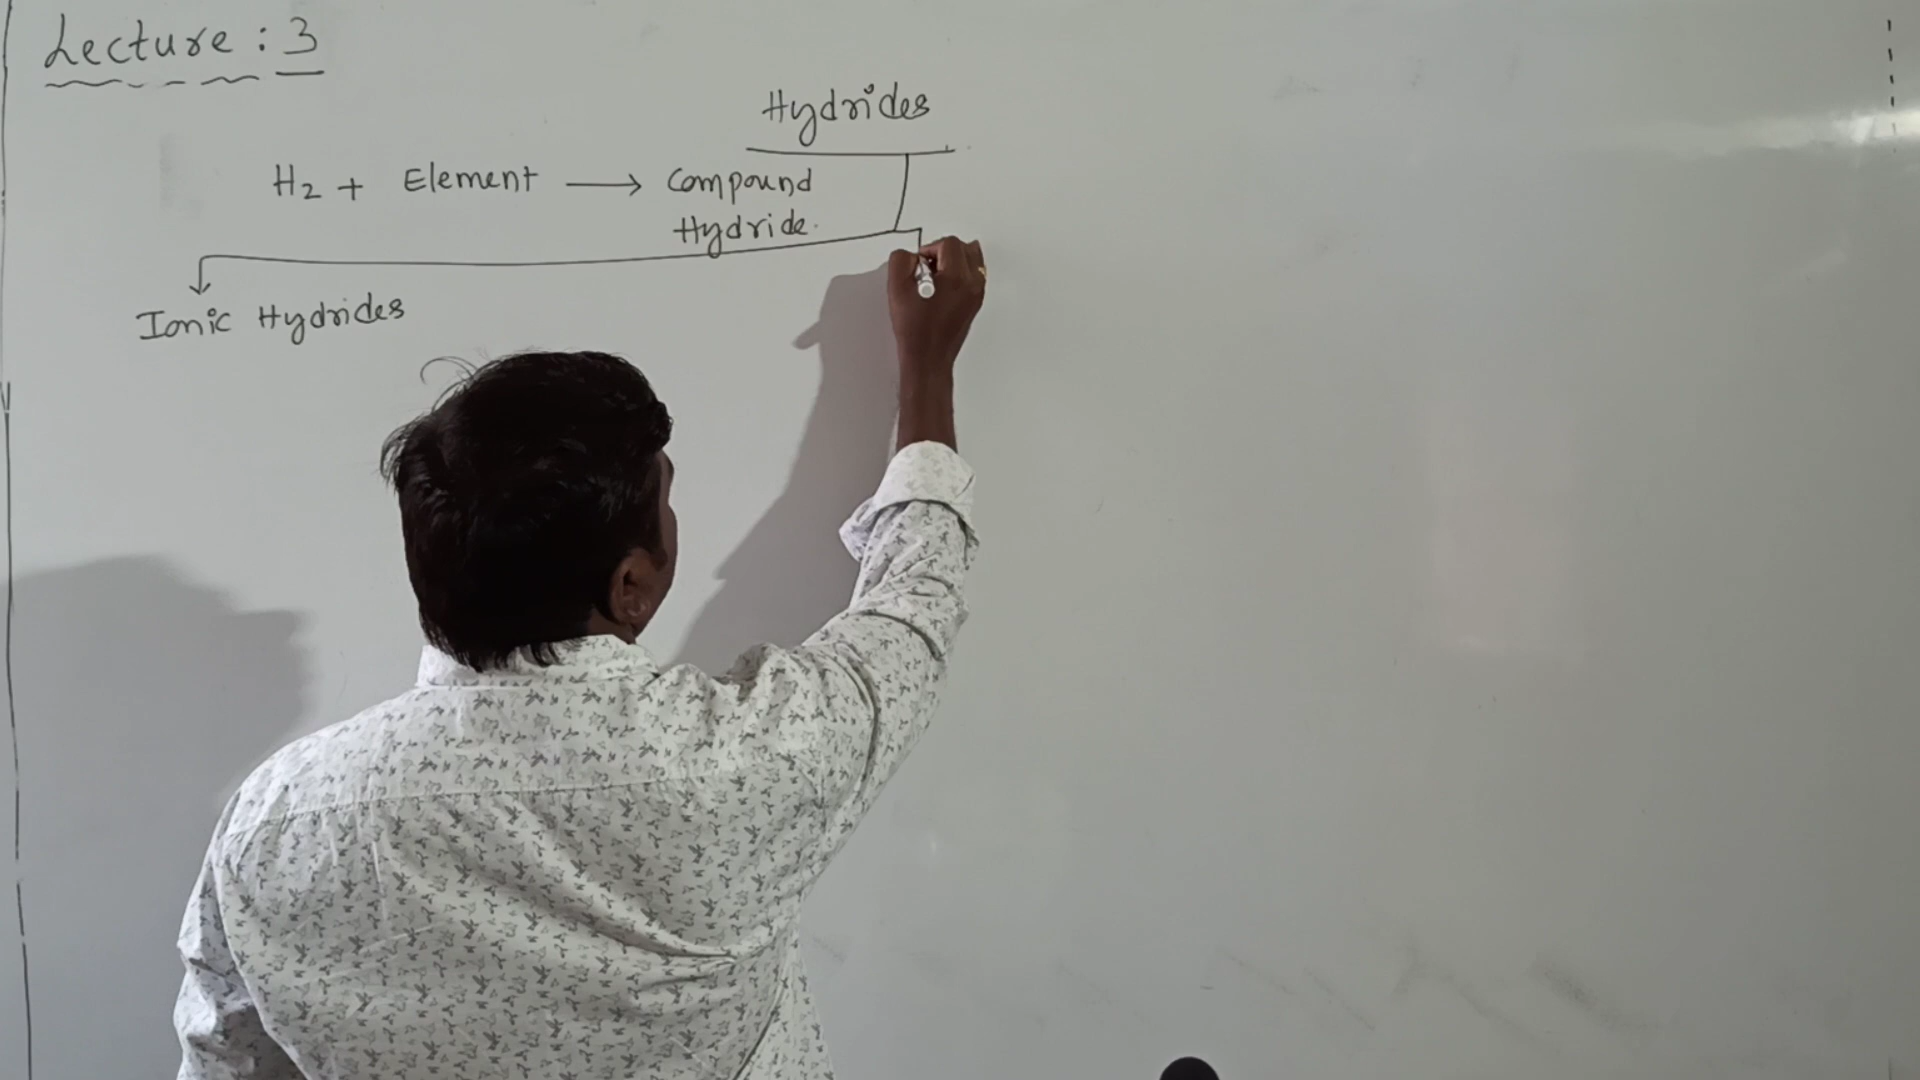 Lecture : 3
Hydrides
H₂ + Element ⟶ Compound
Hydride.
Ionic Hydrides